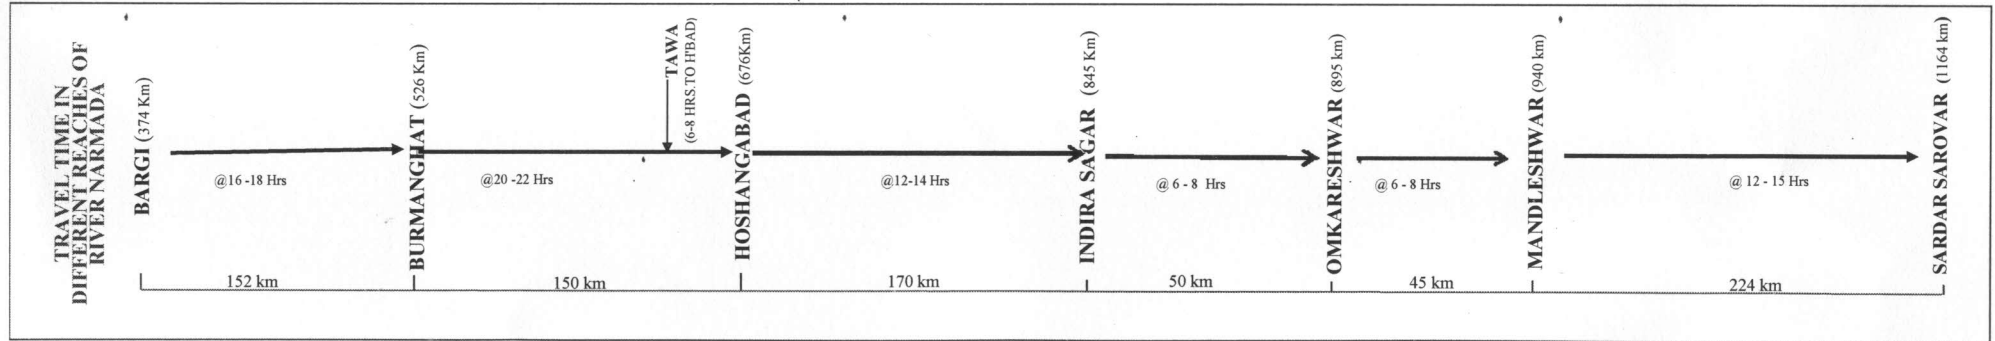 TRAVEL TIME IN
DIFFERENT REACHES OF
RIVER NARMADA
BARGI (374 Km)
@16 -18 Hrs
BURMANGHAT (526 Km)
@20 -22 Hrs
TAWA
(6-8 HRS.TO H'BAD)
HOSHANGABAD (676Km)
@12-14 Hrs
INDIRA SAGAR (845 Km)
@ 6 - 8 Hrs
OMKARESHWAR (895 km)
@ 6 - 8 Hrs
MANDLESHWAR (940 km)
@ 12 - 15 Hrs
SARDAR SAROVAR (1164 km)
152 km
150 km
170 km
50 km
45 km
224 km